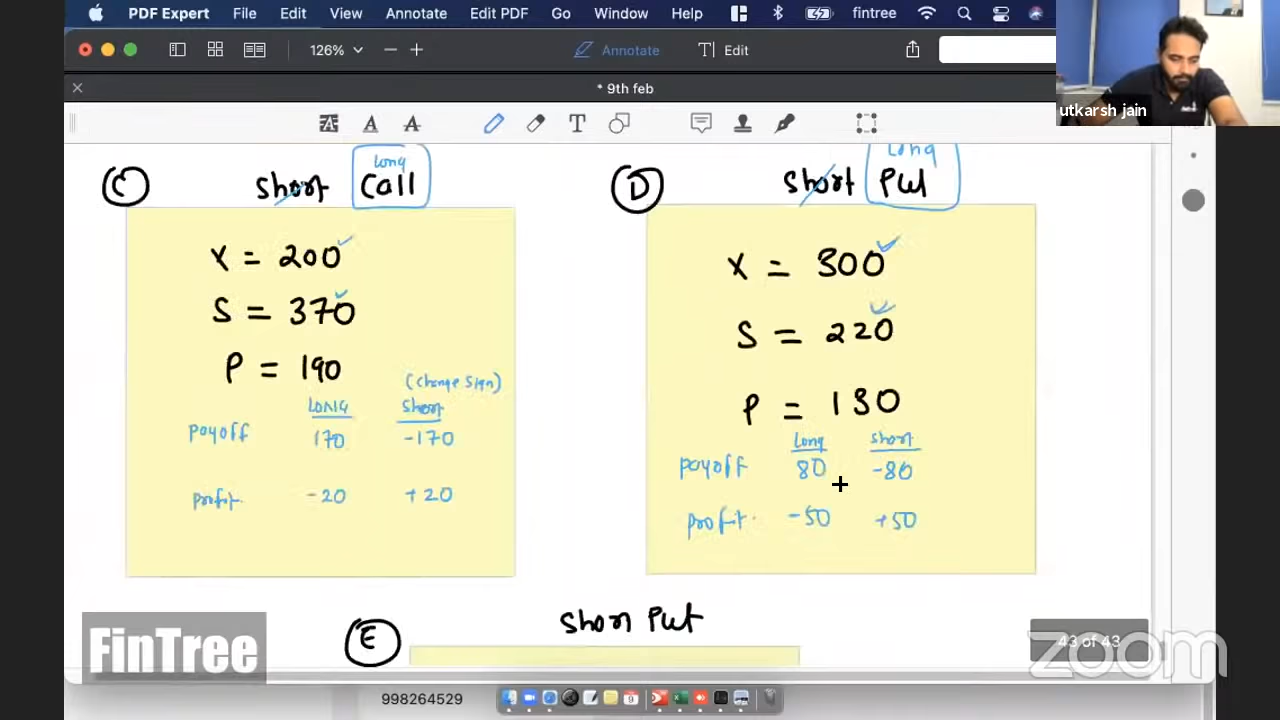 PDF Expert File Edit View Annotate Edit PDF Go Window Help fintree
126% Annotate Edit
* 9th feb
utkarsh jain
C Short Long Call
X = 200
S = 370
P = 190
(Change Sign)
LONG Short
Payoff 170 -170
Profit -20 +20
D Short Long Put
X = 300
S = 220
P = 130
Long Short
Payoff 80 -80
Profit -50 +50
E Short Put
FinTree
43 of 43
zoom
998264529